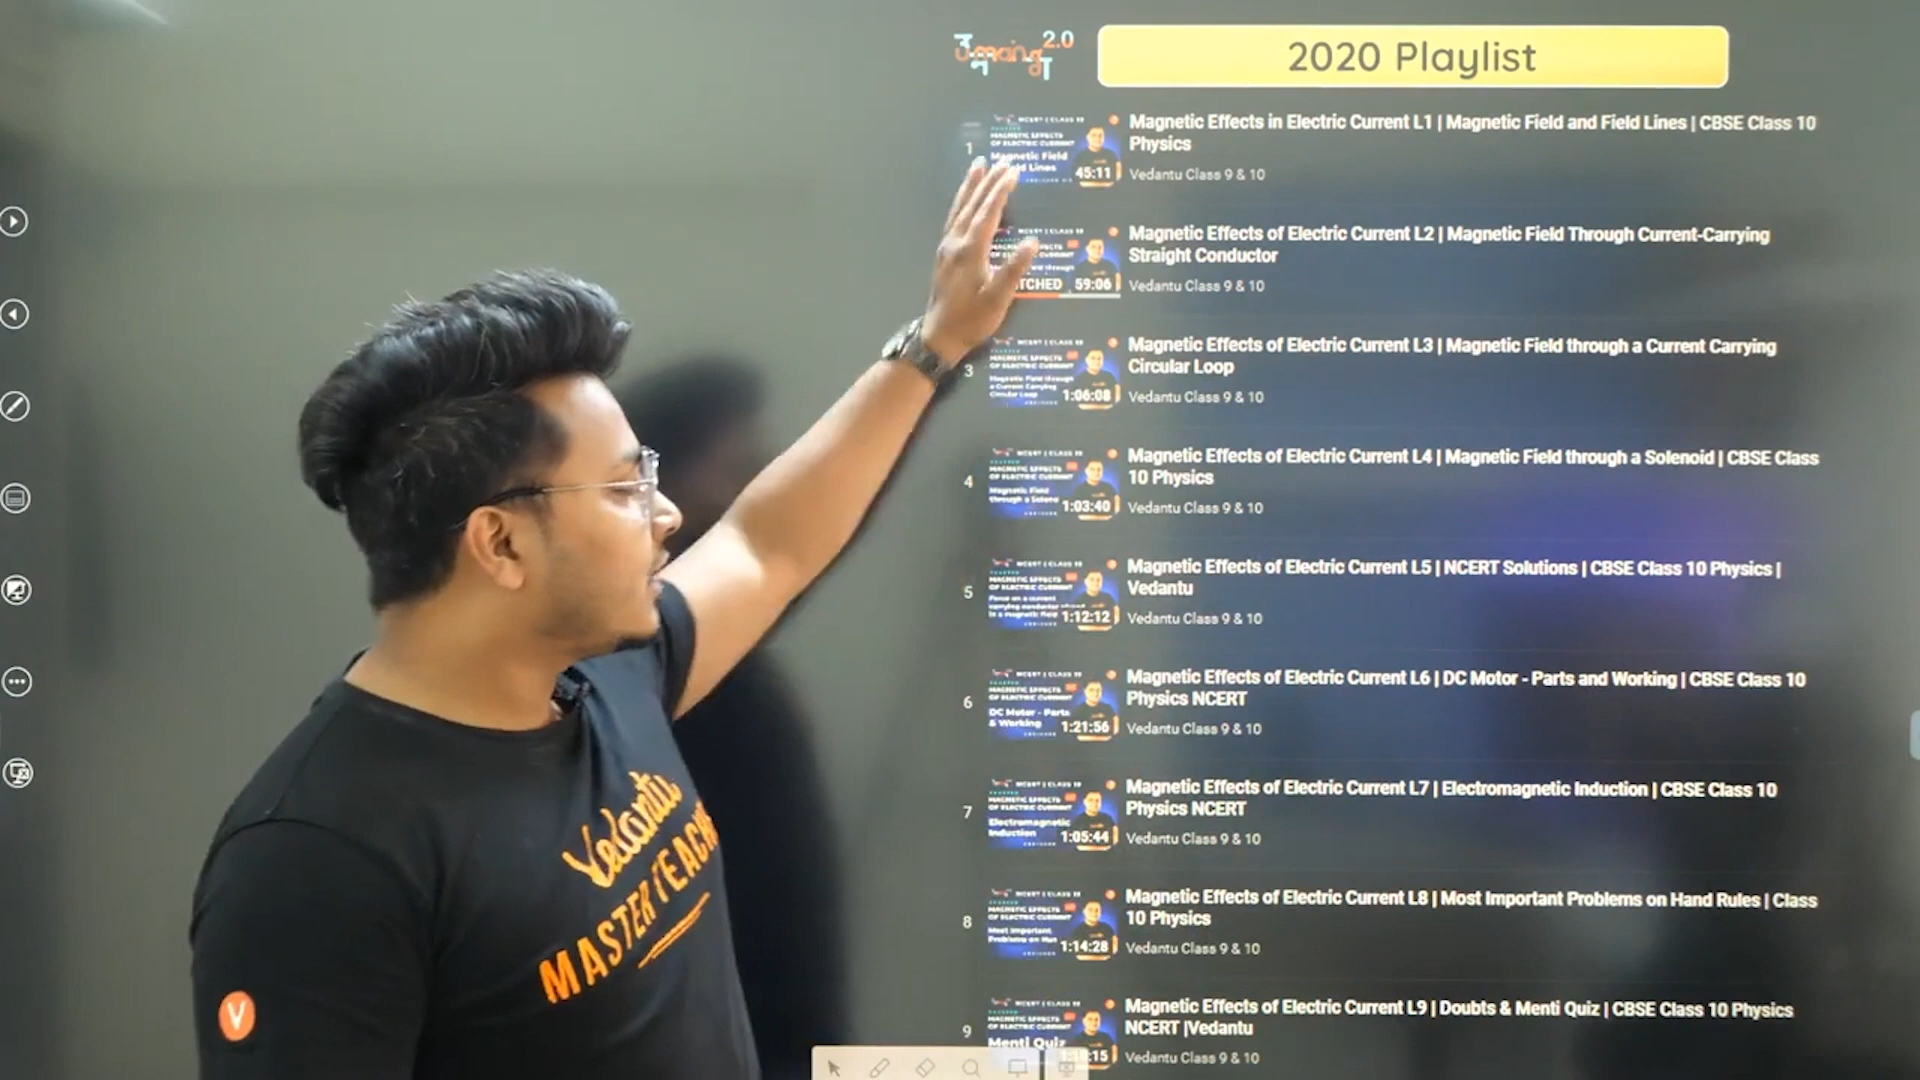 उmang 2.0
2020 Playlist
1
Magnetic Field
45:11
Magnetic Effects in Electric Current L1 | Magnetic Field and Field Lines | CBSE Class 10
Physics
Vedantu Class 9 & 10
59:06
Magnetic Effects of Electric Current L2 | Magnetic Field Through Current-Carrying
Straight Conductor
Vedantu Class 9 & 10
3
1:06:08
Magnetic Effects of Electric Current L3 | Magnetic Field through a Current Carrying
Circular Loop
Vedantu Class 9 & 10
4
1:03:40
Magnetic Effects of Electric Current L4 | Magnetic Field through a Solenoid | CBSE Class
10 Physics
Vedantu Class 9 & 10
5
1:12:12
Magnetic Effects of Electric Current L5 | NCERT Solutions | CBSE Class 10 Physics |
Vedantu
Vedantu Class 9 & 10
6
DC Motor - Parts
& Working
1:21:56
Magnetic Effects of Electric Current L6 | DC Motor - Parts and Working | CBSE Class 10
Physics NCERT
Vedantu Class 9 & 10
7
Electromagnetic
Induction
1:05:44
Magnetic Effects of Electric Current L7 | Electromagnetic Induction | CBSE Class 10
Physics NCERT
Vedantu Class 9 & 10
8
Most Important
1:14:28
Magnetic Effects of Electric Current L8 | Most Important Problems on Hand Rules | Class
10 Physics
Vedantu Class 9 & 10
9
Menti Quiz
Magnetic Effects of Electric Current L9 | Doubts & Menti Quiz | CBSE Class 10 Physics
NCERT |Vedantu
Vedantu Class 9 & 10
Vedantu
MASTER TEACH
V